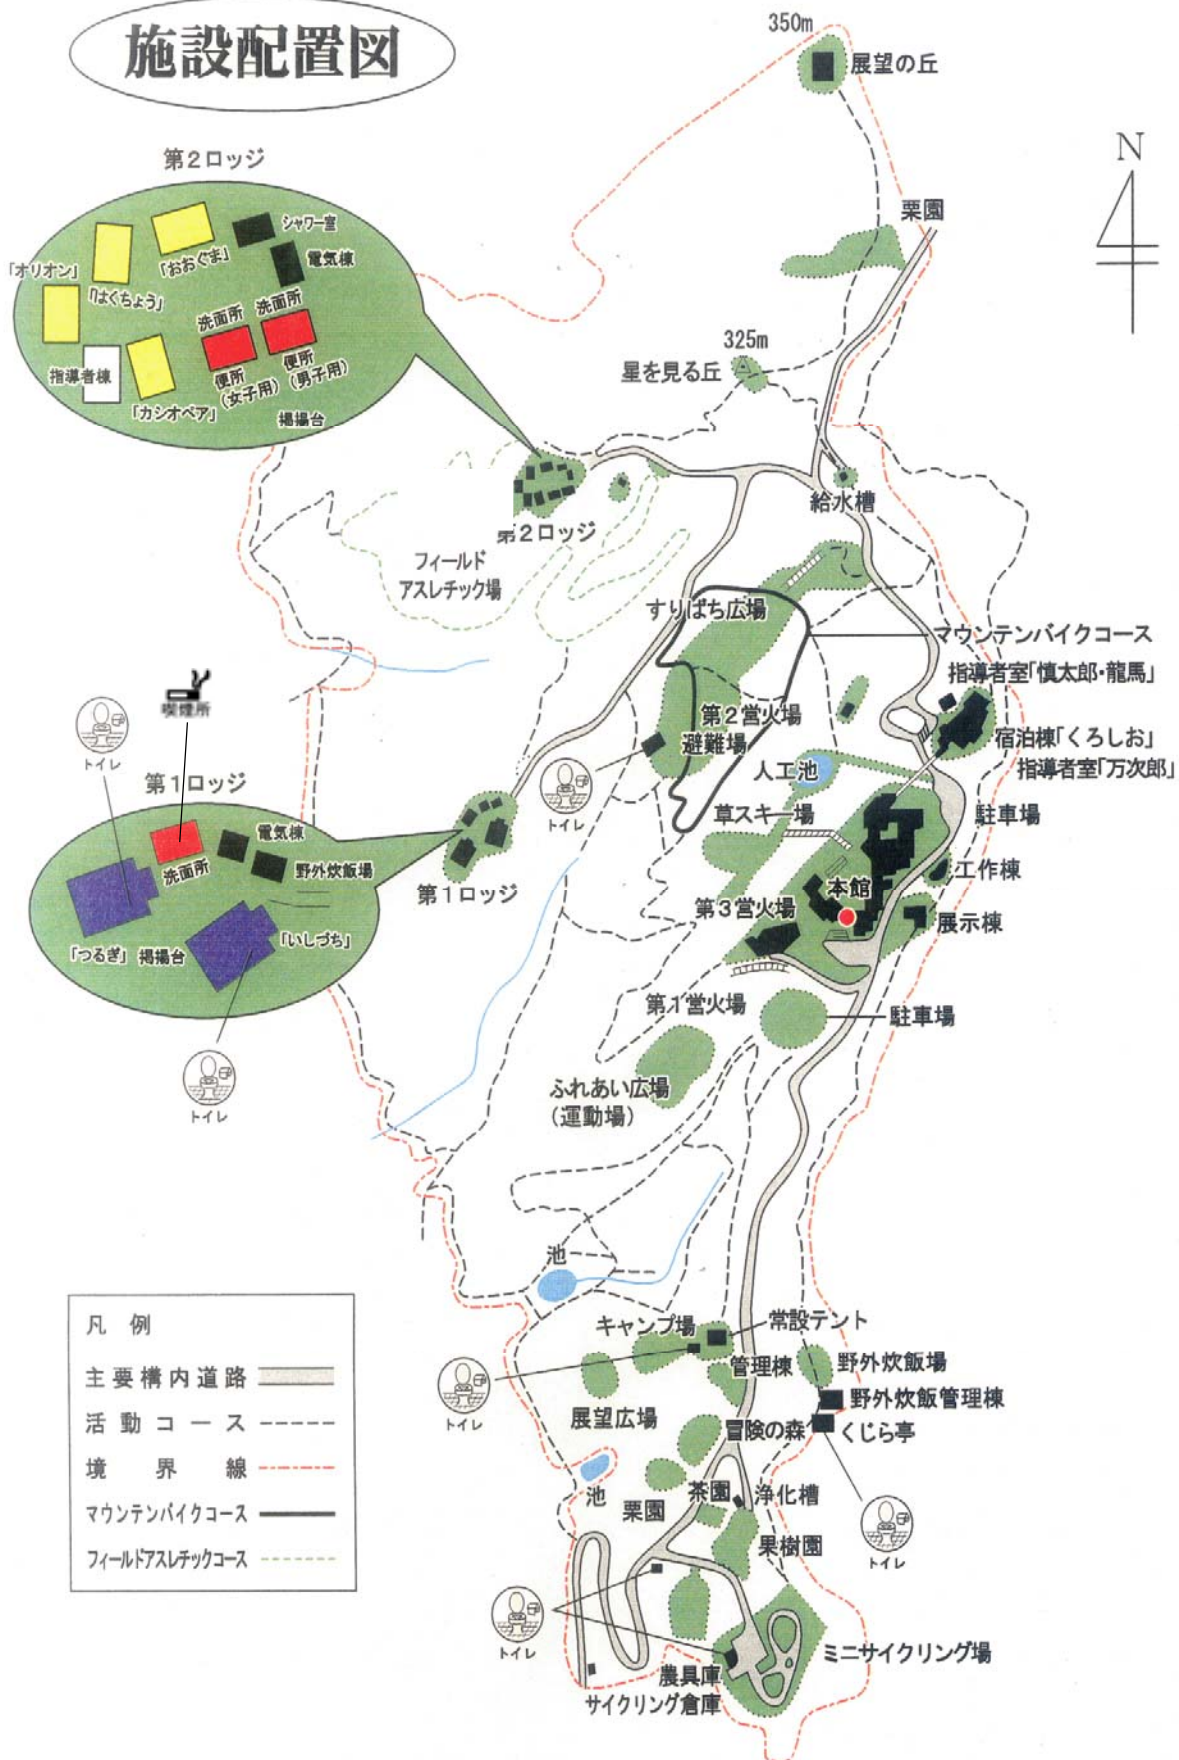 施設配置図
350m
展望の丘
N
第2ロッジ
シャワー室
電気棟
「おおぐま」
「オリオン」
「はくちょう」
洗面所
洗面所
指導者棟
便所
(女子用)
便所
(男子用)
「カシオペア」
掲揚台
栗園
325m
星を見る丘
給水槽
第2ロッジ
フィールド
アスレチック場
すりばち広場
マウンテンバイクコース
指導者室「慎太郎・龍馬」
喫煙所
第2営火場
避難場
宿泊棟「くろしお」
指導者室「万次郎」
人工池
トイレ
トイレ
第1ロッジ
草スキー場
駐車場
電気棟
野外炊飯場
洗面所
工作棟
本館
第1ロッジ
第3営火場
展示棟
「いしづち」
「つるぎ」
掲揚台
第1営火場
駐車場
トイレ
ふれあい広場
(運動場)
池
凡例
主要構内道路
活動コース
境界線
マウンテンバイクコース
フィールドアスレチックコース
キャンプ場
常設テント
管理棟
野外炊飯場
野外炊飯管理棟
トイレ
展望広場
冒険の森
くじら亭
池
栗園
茶園
浄化槽
果樹園
トイレ
トイレ
ミニサイクリング場
農具庫
サイクリング倉庫